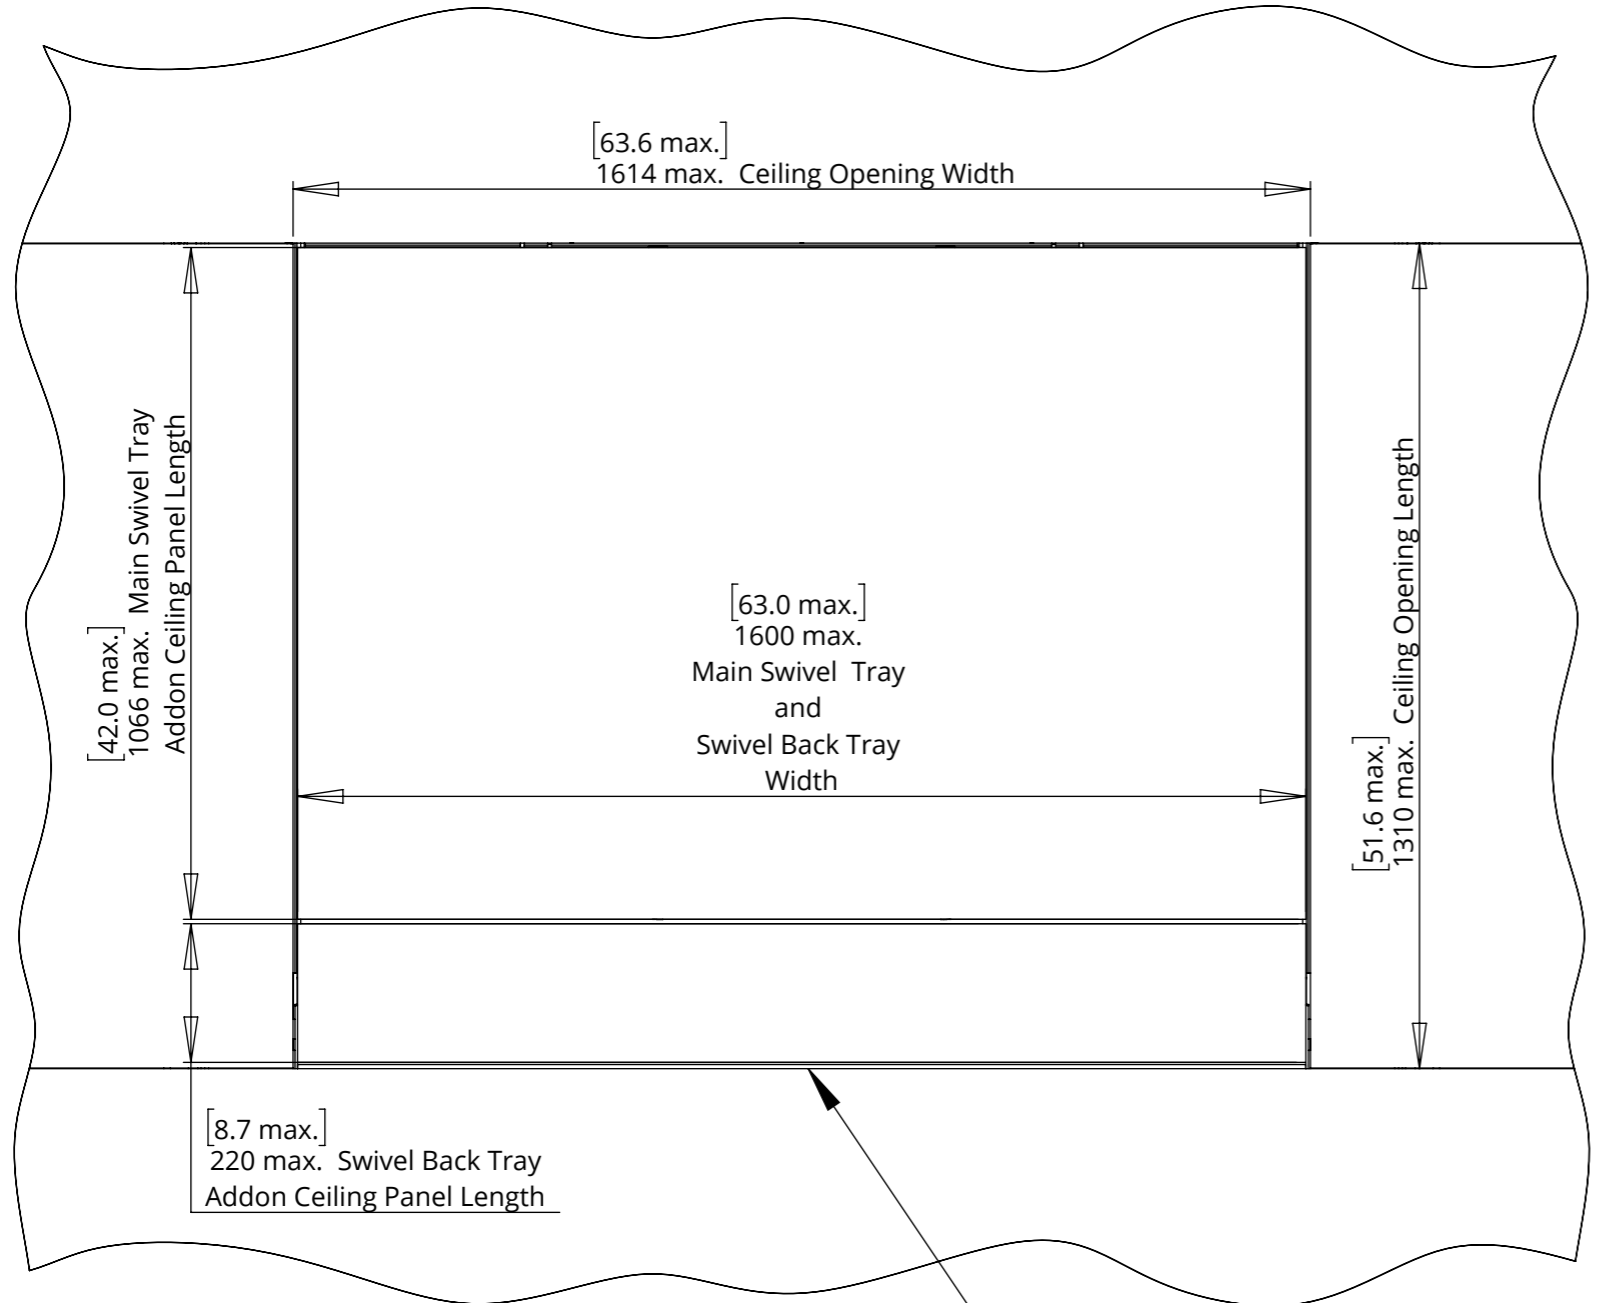 [63.6 max.]
1614 max.  Ceiling Opening Width
[42.0 max.]
1066 max.  Main Swivel Tray
Addon Ceiling Panel Length
[63.0 max.]
1600 max.
Main Swivel  Tray
and
Swivel Back Tray
Width
[51.6 max.]
1310 max.  Ceiling Opening Length
[8.7 max.]
220 max.  Swivel Back Tray
Addon Ceiling Panel Length